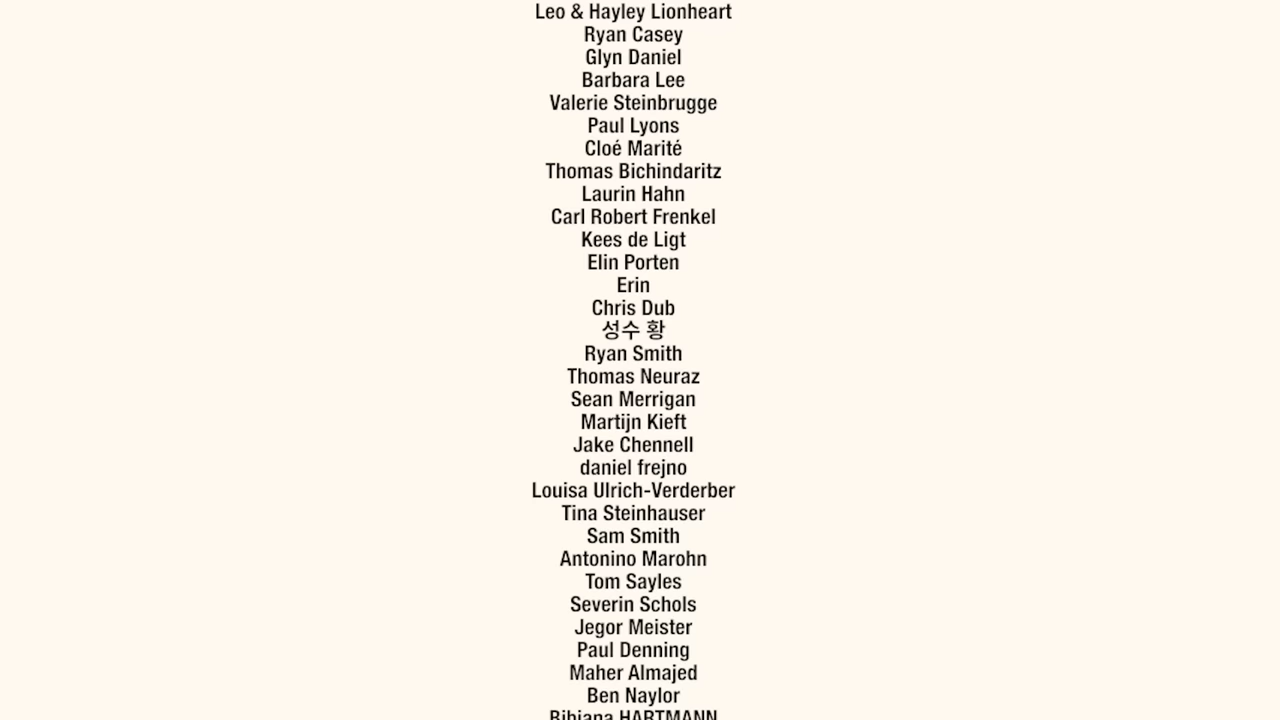 Leo & Hayley Lionheart
Ryan Casey
Glyn Daniel
Barbara Lee
Valerie Steinbrugge
Paul Lyons
Cloé Marité
Thomas Bichindaritz
Laurin Hahn
Carl Robert Frenkel
Kees de Ligt
Elin Porten
Erin
Chris Dub
성수 황
Ryan Smith
Thomas Neuraz
Sean Merrigan
Martijn Kieft
Jake Chennell
daniel frejno
Louisa Ulrich-Verderber
Tina Steinhauser
Sam Smith
Antonino Marohn
Tom Sayles
Severin Schols
Jegor Meister
Paul Denning
Maher Almajed
Ben Naylor
Bibiana HARTMANN